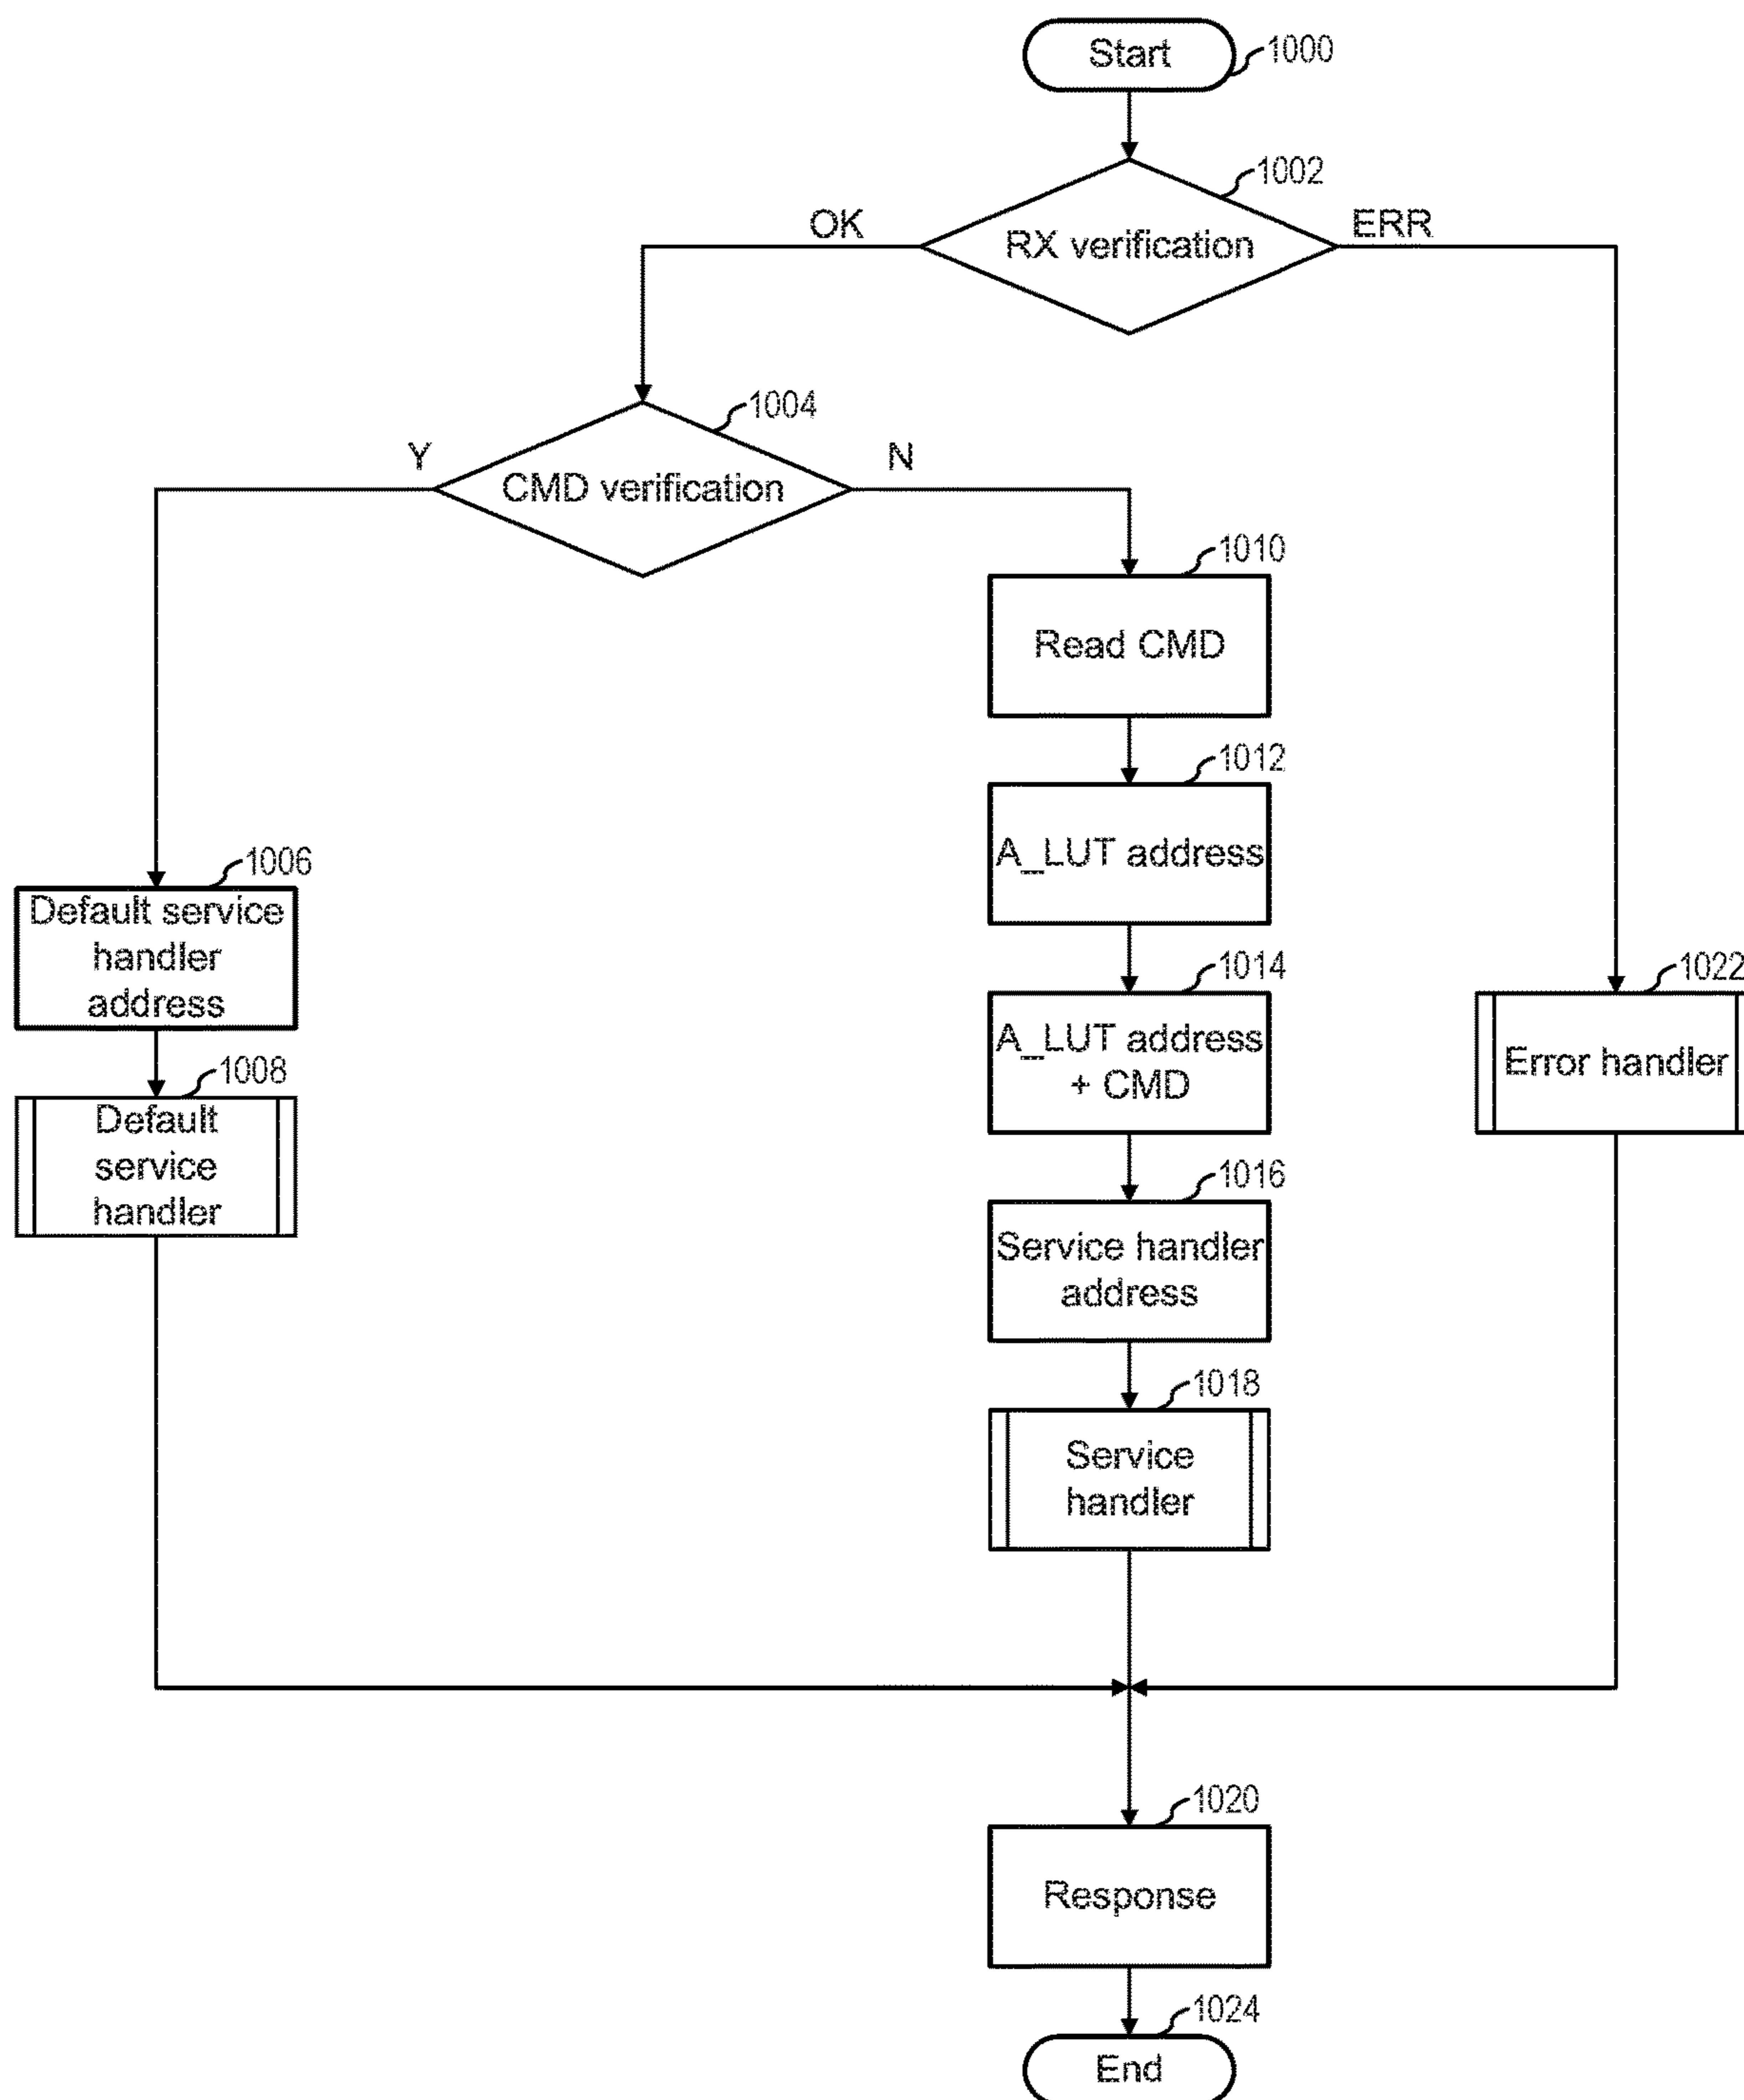 Start
1000
1002
OK
RX verification
ERR
1004
Y
CMD verification
N
1010
Read CMD
1012
A_LUT address
1006
Default service
handler
address
1014
A_LUT address
+ CMD
1022
Error handler
1008
Default
service
handler
1016
Service handler
address
1018
Service
handler
1020
Response
1024
End